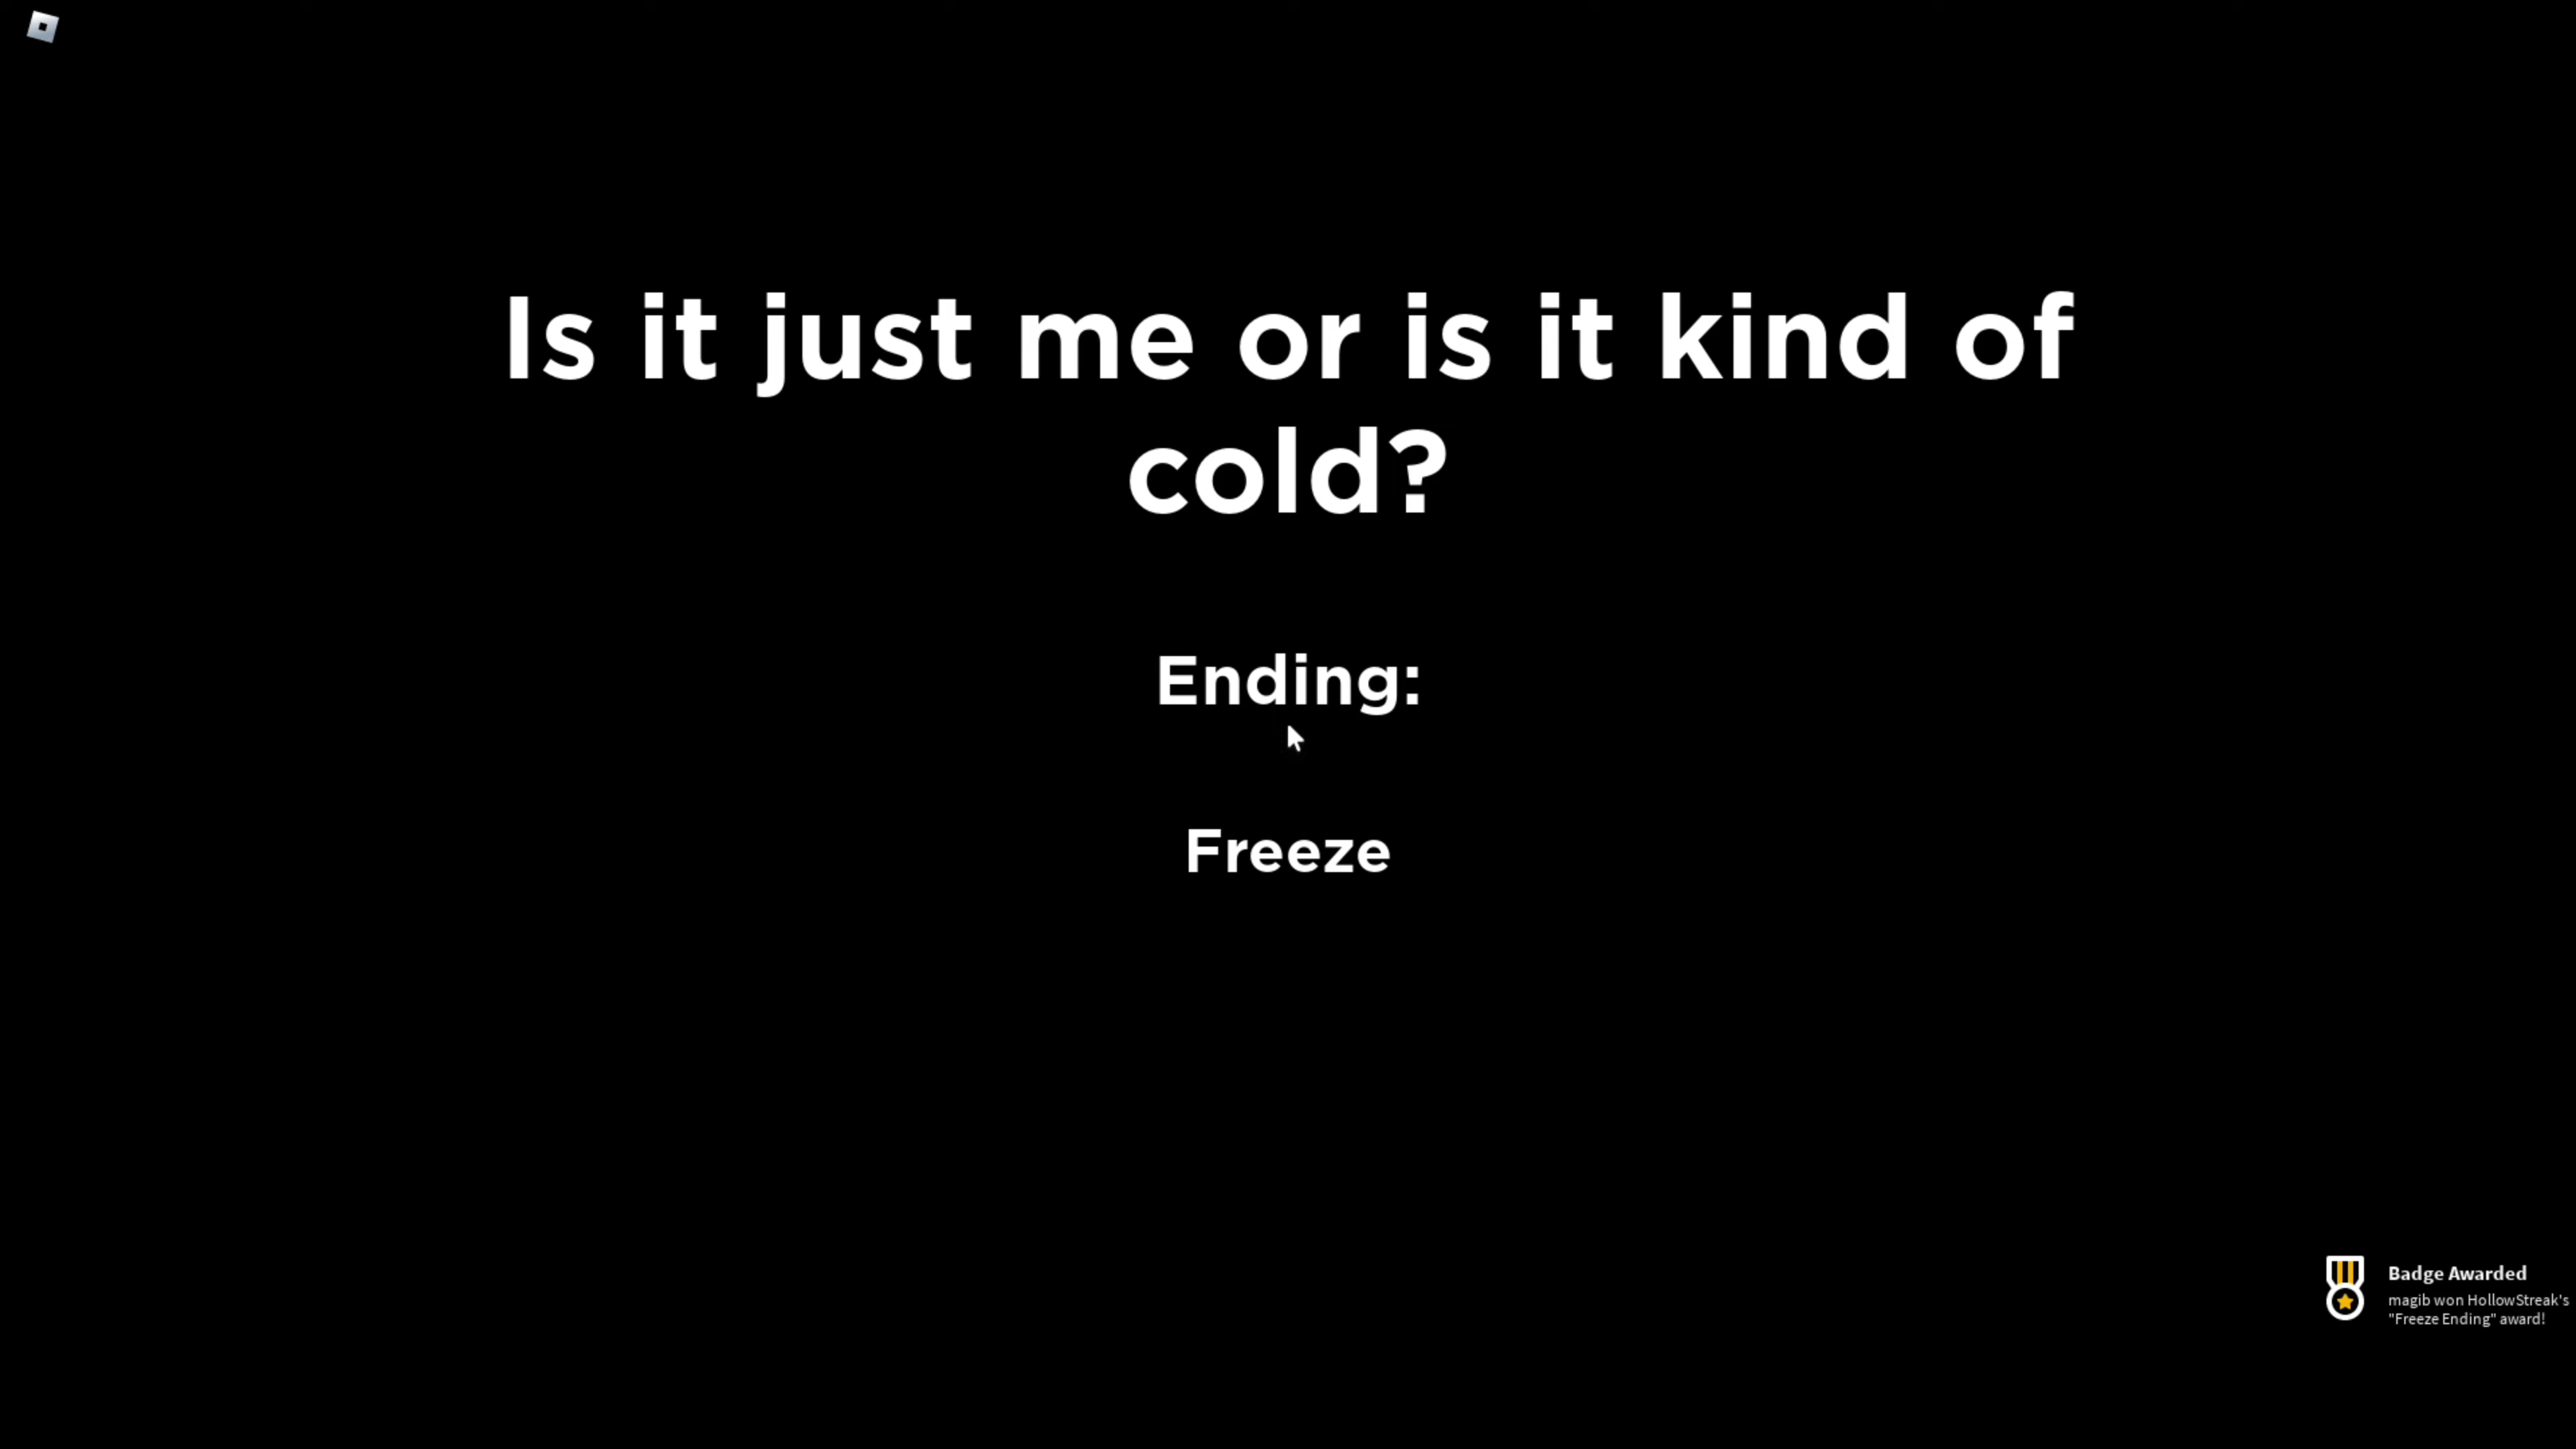 Is it just me or is it kind of
cold?
Ending:
Freeze
Badge Awarded
magib won HollowStreak's
"Freeze Ending" award!